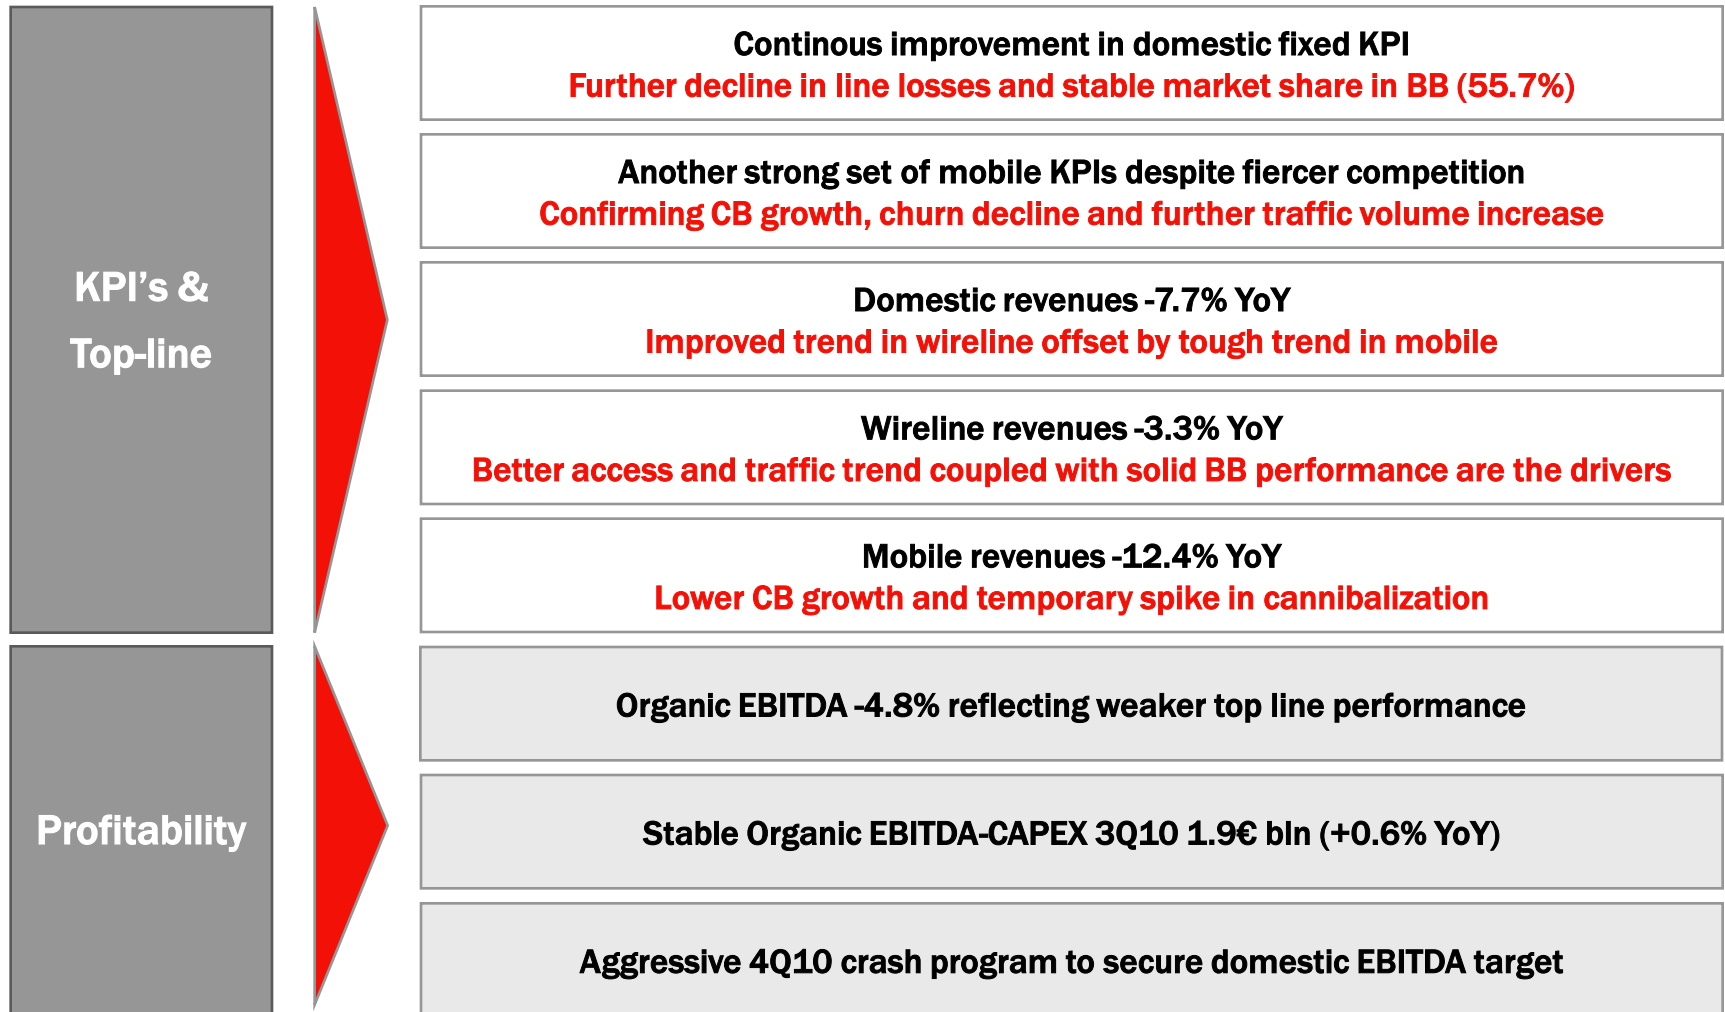 KPI's &
Top-line
Continous improvement in domestic fixed KPI
Further decline in line losses and stable market share in BB (55.7%)
Another strong set of mobile KPIs despite fiercer competition
Confirming CB growth, churn decline and further traffic volume increase
Domestic revenues -7.7% YoY
Improved trend in wireline offset by tough trend in mobile
Wireline revenues -3.3% YoY
Better access and traffic trend coupled with solid BB performance are the drivers
Mobile revenues -12.4% YoY
Lower CB growth and temporary spike in cannibalization
Profitability
Organic EBITDA -4.8% reflecting weaker top line performance
Stable Organic EBITDA-CAPEX 3Q10 1.9€ bln (+0.6% YoY)
Aggressive 4Q10 crash program to secure domestic EBITDA target